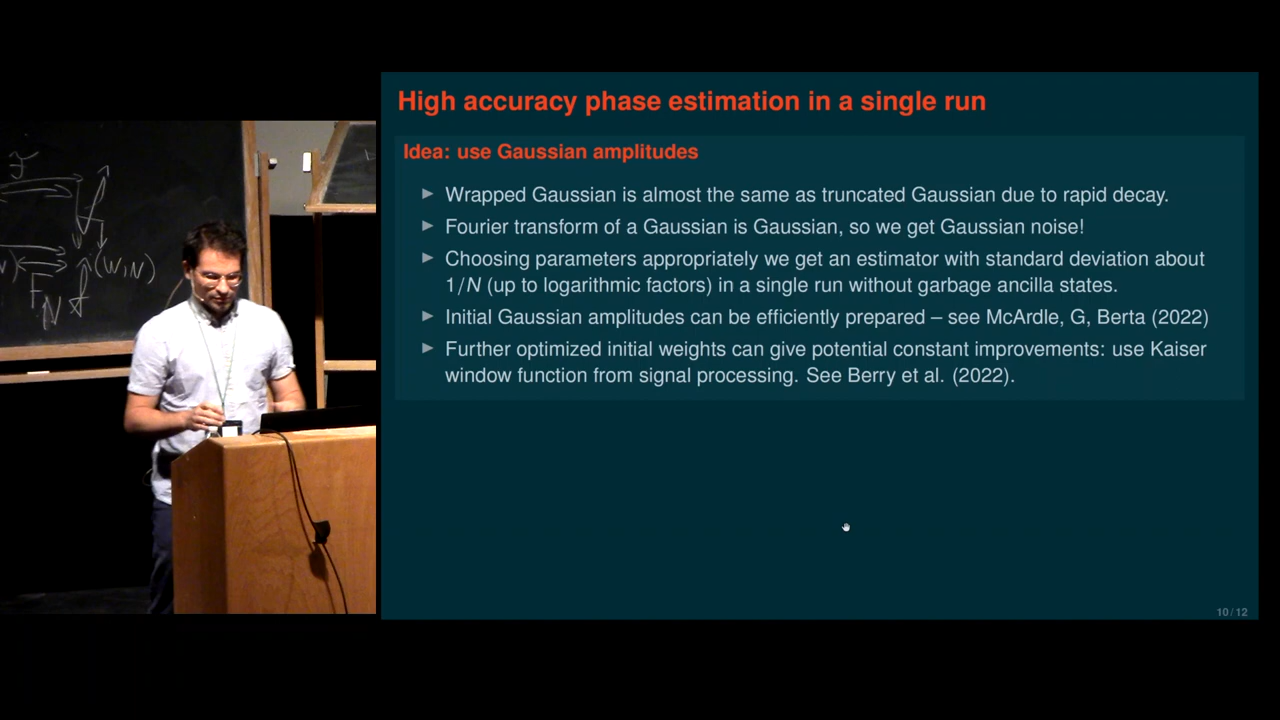 High accuracy phase estimation in a single run
Idea: use Gaussian amplitudes
▶ Wrapped Gaussian is almost the same as truncated Gaussian due to rapid decay.
▶ Fourier transform of a Gaussian is Gaussian, so we get Gaussian noise!
▶ Choosing parameters appropriately we get an estimator with standard deviation about
1/N (up to logarithmic factors) in a single run without garbage ancilla states.
▶ Initial Gaussian amplitudes can be efficiently prepared – see McArdle, G, Berta (2022)
▶ Further optimized initial weights can give potential constant improvements: use Kaiser
window function from signal processing. See Berry et al. (2022).
10 / 12
(W,N)
F_N